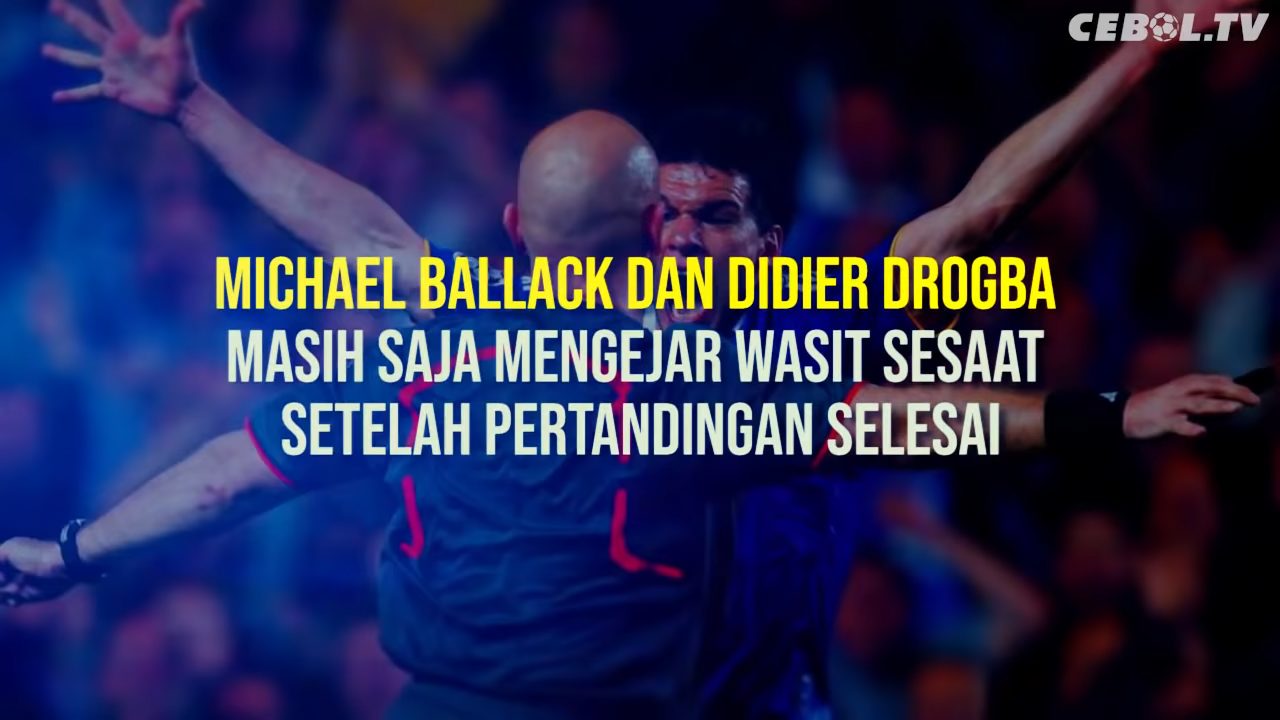 CEBOL.TV
MICHAEL BALLACK DAN DIDIER DROGBA
MASIH SAJA MENGEJAR WASIT SESAAT
SETELAH PERTANDINGAN SELESAI